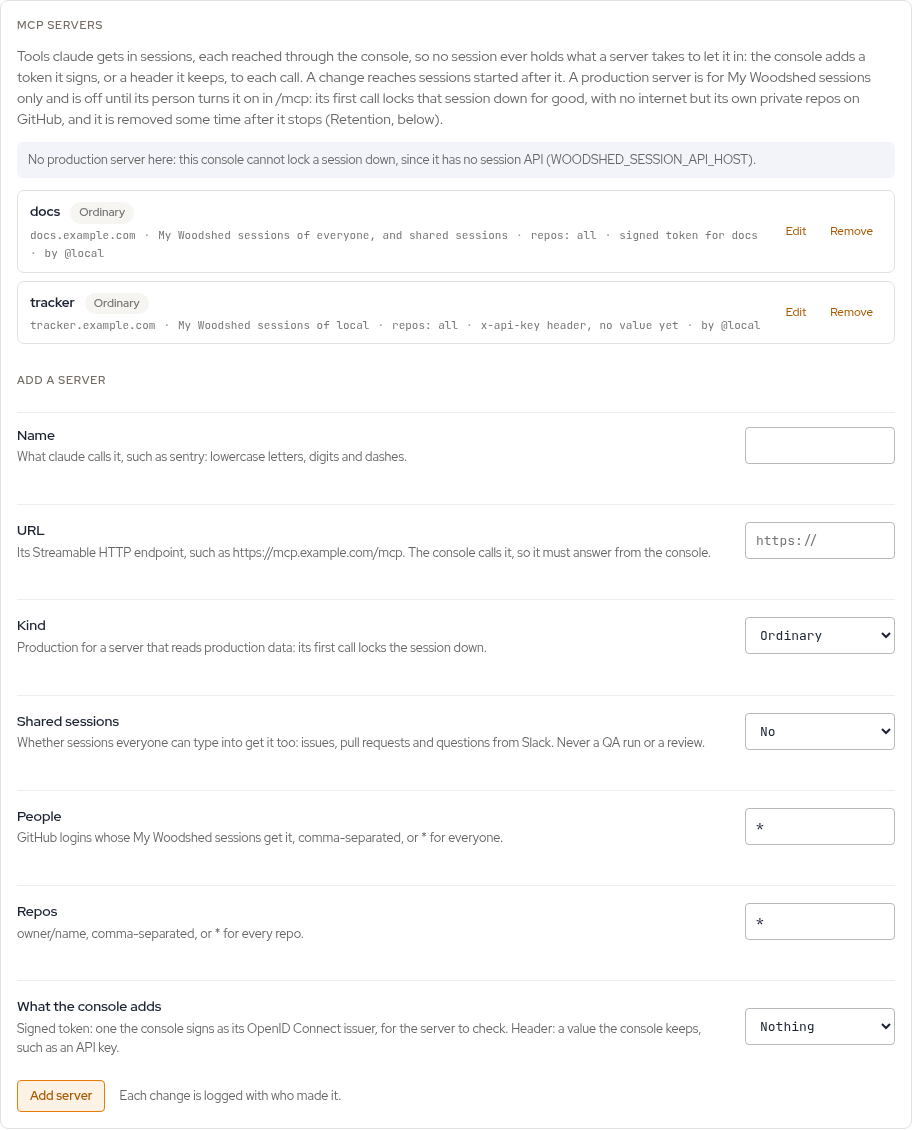 MCP SERVERS
Tools claude gets in sessions, each reached through the console, so no session ever holds what a server takes to let it in: the console adds a
token it signs, or a header it keeps, to each call. A change reaches sessions started after it. A production server is for My Woodshed sessions
only and is off until its person turns it on in /mcp: its first call locks that session down for good, with no internet but its own private repos on
GitHub, and it is removed some time after it stops (Retention, below).
No production server here: this console cannot lock a session down, since it has no session API (WOODSHED_SESSION_API_HOST).
docs Ordinary
docs.example.com · My Woodshed sessions of everyone, and shared sessions · repos: all · signed token for docs
· by @local
Edit Remove
tracker Ordinary
tracker.example.com · My Woodshed sessions of local · repos: all · x-api-key header, no value yet · by @local
Edit Remove
ADD A SERVER
Name
What claude calls it, such as sentry: lowercase letters, digits and dashes.
URL
Its Streamable HTTP endpoint, such as https://mcp.example.com/mcp. The console calls it, so it must answer from the console.
https://
Kind
Production for a server that reads production data: its first call locks the session down.
Ordinary
Shared sessions
Whether sessions everyone can type into get it too: issues, pull requests and questions from Slack. Never a QA run or a review.
No
People
GitHub logins whose My Woodshed sessions get it, comma-separated, or * for everyone.
*
Repos
owner/name, comma-separated, or * for every repo.
*
What the console adds
Signed token: one the console signs as its OpenID Connect issuer, for the server to check. Header: a value the console keeps,
such as an API key.
Nothing
Add server Each change is logged with who made it.